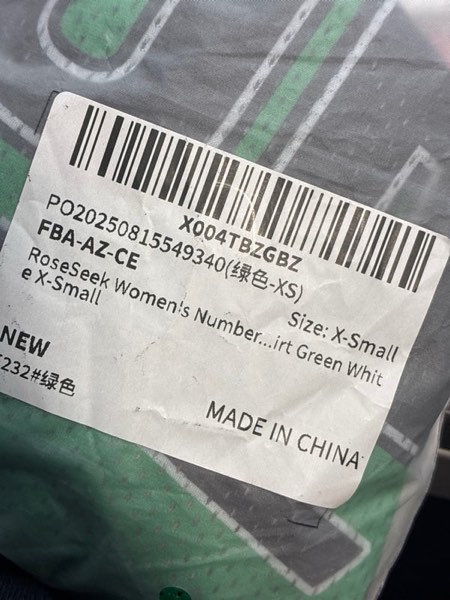 X004TBZGBZ
PO20250815549340(绿色-XS)
FBA-AZ-CE
Size: X-Small
RoseSeek Women's Number...irt Green Whit
e X-Small
NEW
232#绿色
MADE IN CHINA